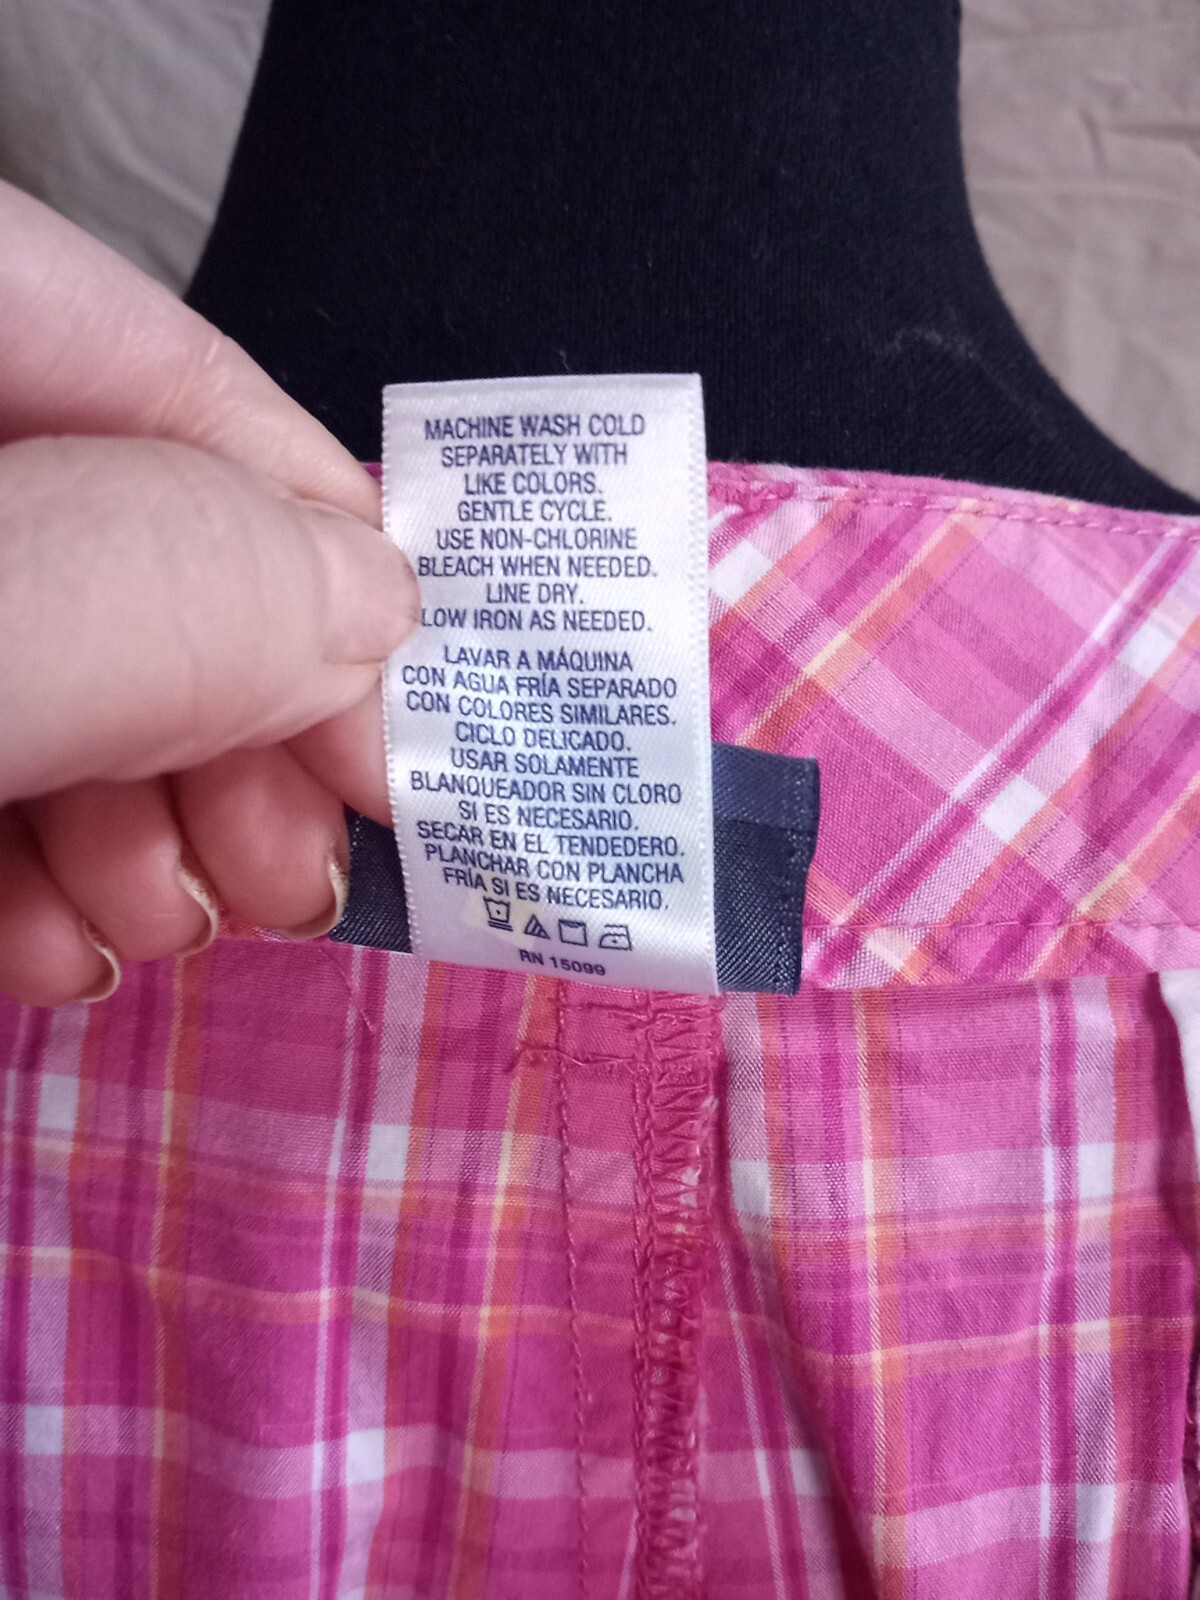 MACHINE WASH COLD
SEPARATELY WITH
LIKE COLORS.
GENTLE CYCLE.
USE NON-CHLORINE
BLEACH WHEN NEEDED.
LINE DRY.
LOW IRON AS NEEDED.
LAVAR A MÁQUINA
CON AGUA FRÍA SEPARADO
CON COLORES SIMILARES.
CICLO DELICADO.
USAR SOLAMENTE
BLANQUEADOR SIN CLORO
SI ES NECESARIO.
SECAR EN EL TENDEDERO.
PLANCHAR CON PLANCHA
FRÍA SI ES NECESARIO.
RN 15099